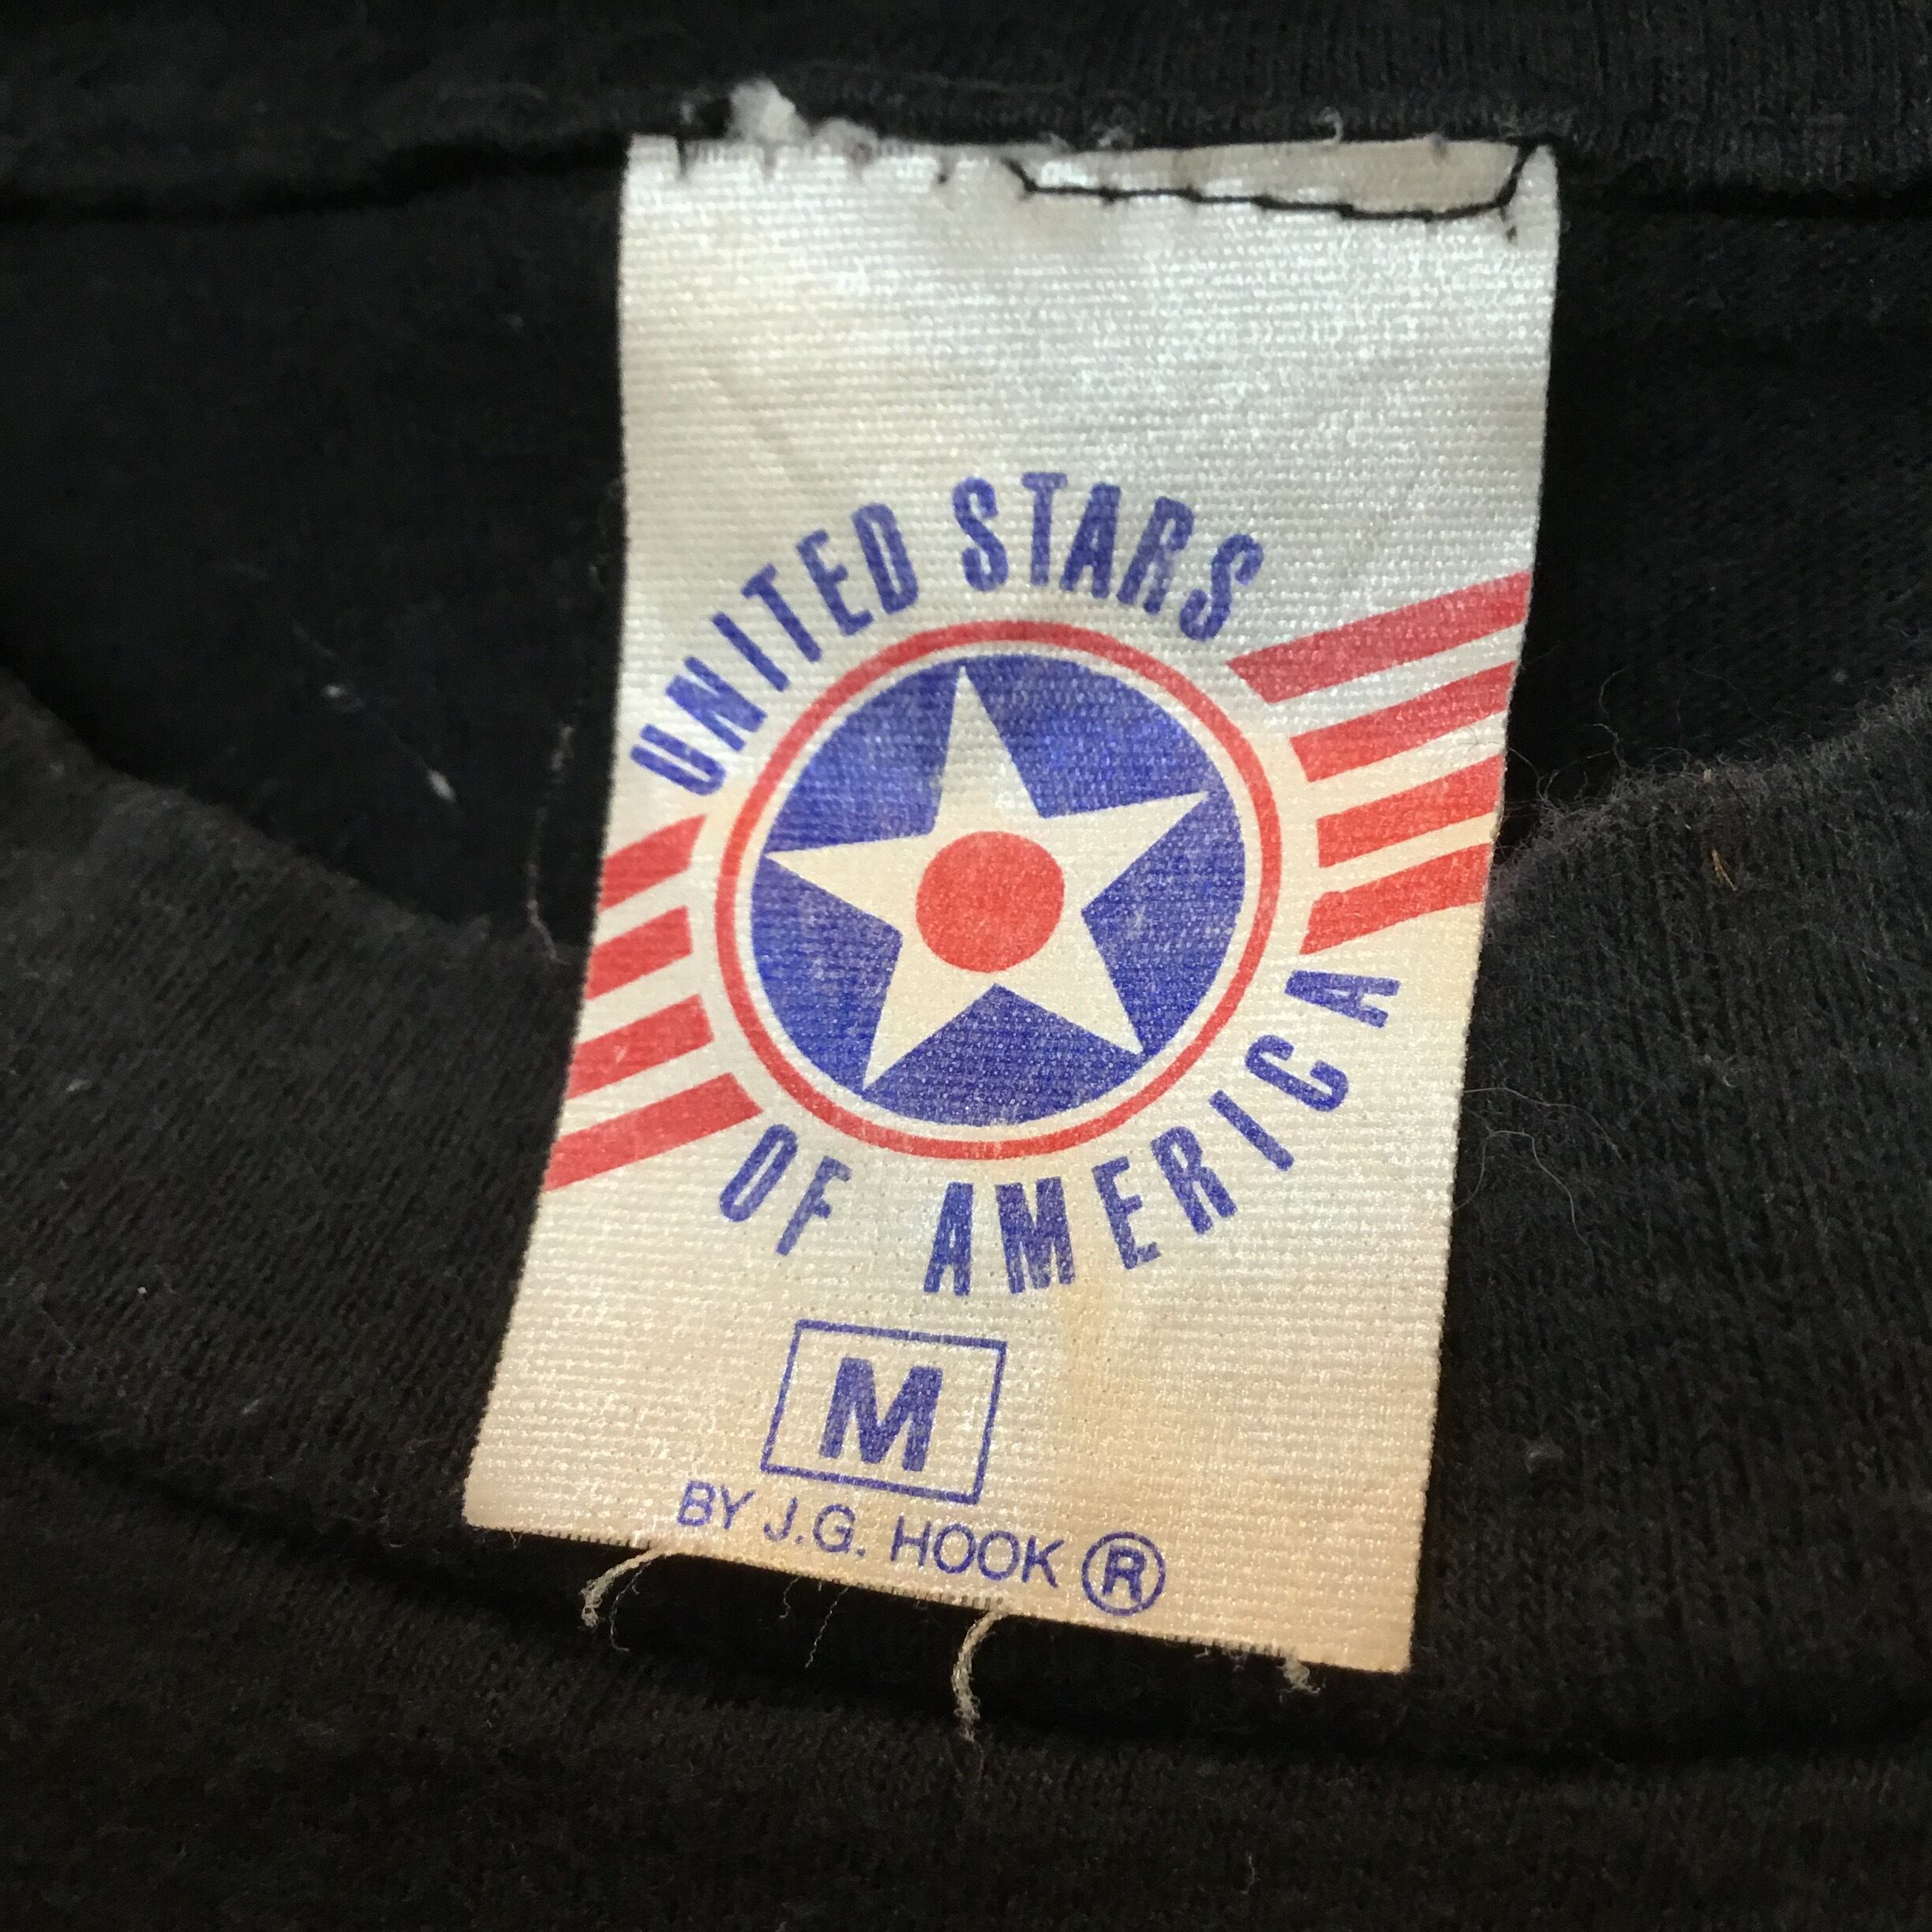 UNITED STARS
OF AMERICA
M
BY J.G. HOOK ®